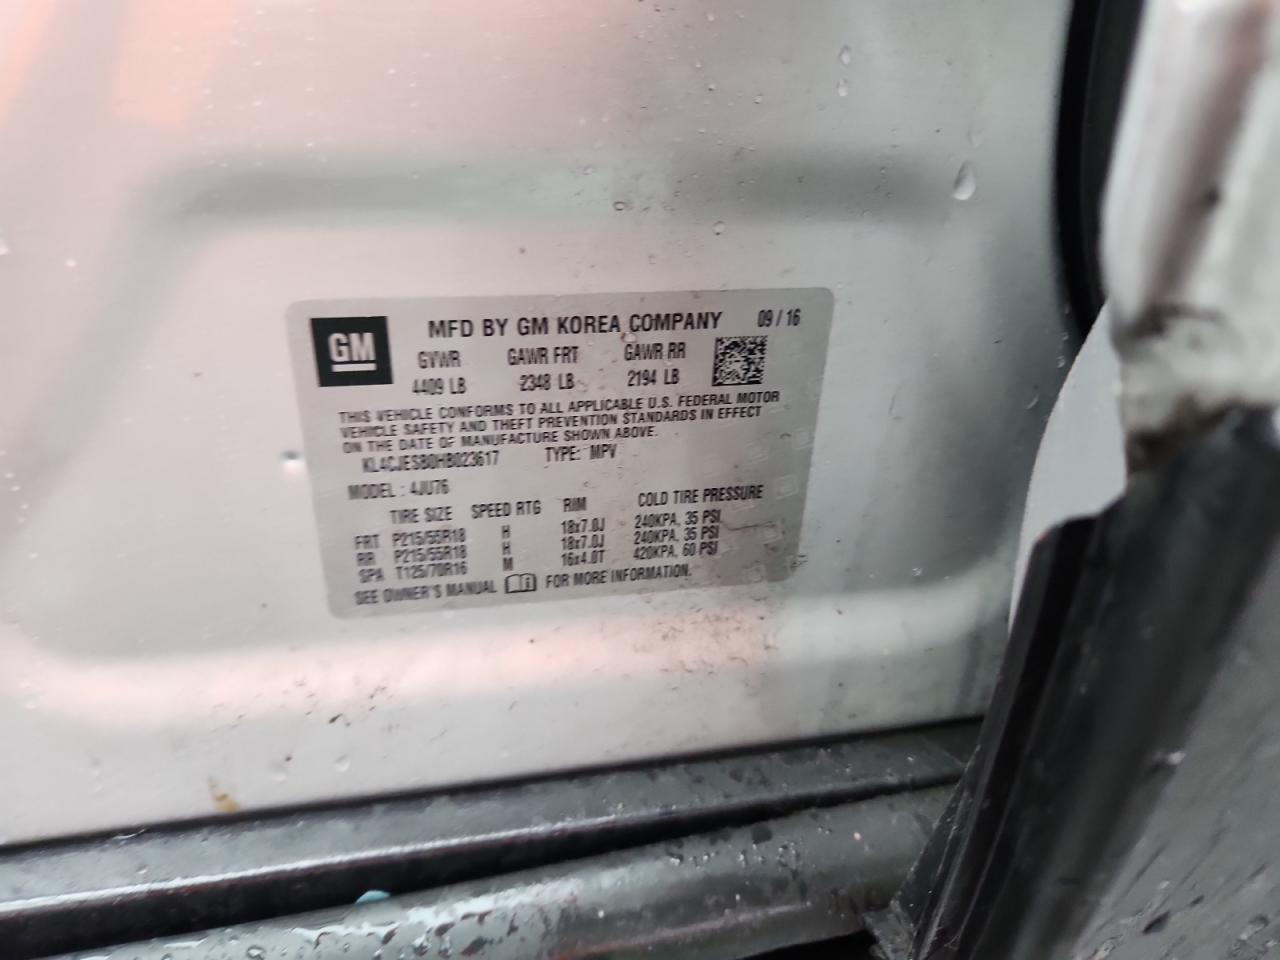 GM
MFD BY GM KOREA COMPANY 09 / 16
GVWR GAWR FRT GAWR RR
4409 LB 2348 LB 2194 LB
THIS VEHICLE CONFORMS TO ALL APPLICABLE U.S. FEDERAL MOTOR
VEHICLE SAFETY AND THEFT PREVENTION STANDARDS IN EFFECT
ON THE DATE OF MANUFACTURE SHOWN ABOVE.
KL4CJESB0HB023617 TYPE: MPV
MODEL : 4JU76
TIRE SIZE SPEED RTG RIM COLD TIRE PRESSURE
FRT P215/55R18 H 18x7.0J 240KPA, 35 PSI
RR P215/55R18 H 18x7.0J 240KPA, 35 PSI
SPA T125/70R16 M 16x4.0T 420KPA, 60 PSI
SEE OWNER'S MANUAL FOR MORE INFORMATION.